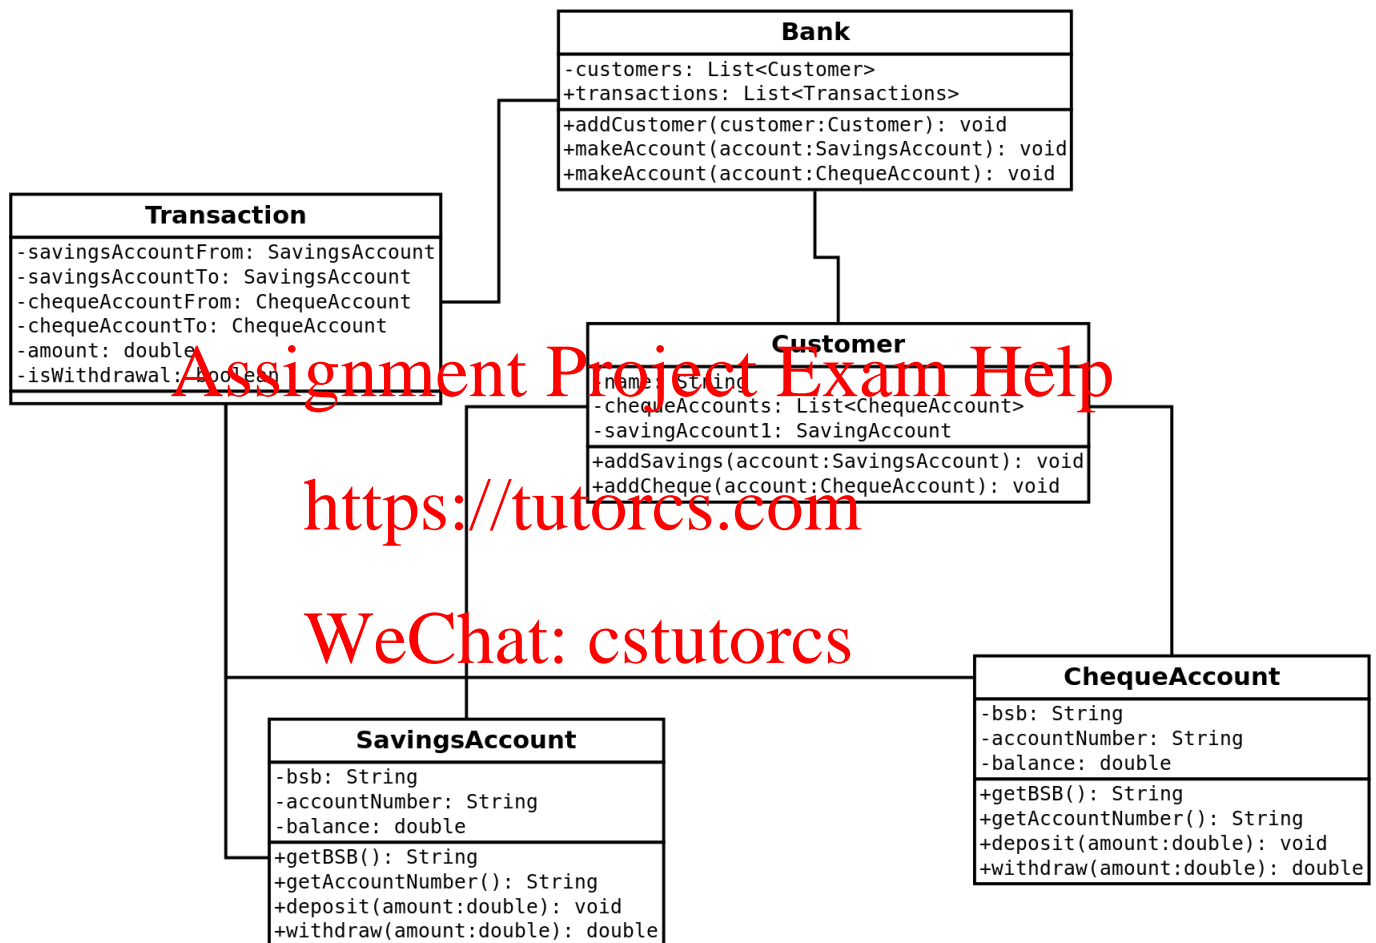 Bank
-customers: List<Customer>
+transactions: List<Transactions>
+addCustomer(customer:Customer): void
+makeAccount(account:SavingsAccount): void
+makeAccount(account:ChequeAccount): void
Transaction
-savingsAccountFrom: SavingsAccount
-savingsAccountTo: SavingsAccount
-chequeAccountFrom: ChequeAccount
-chequeAccountTo: ChequeAccount
-amount: double
-isWithdrawal: boolean
Customer
-name: String
-chequeAccounts: List<ChequeAccount>
-savingAccount1: SavingAccount
+addSavings(account:SavingsAccount): void
+addCheque(account:ChequeAccount): void
Assignment Project Exam Help
https://tutorcs.com
WeChat: cstutorcs
SavingsAccount
-bsb: String
-accountNumber: String
-balance: double
+getBSB(): String
+getAccountNumber(): String
+deposit(amount:double): void
+withdraw(amount:double): double
ChequeAccount
-bsb: String
-accountNumber: String
-balance: double
+getBSB(): String
+getAccountNumber(): String
+deposit(amount:double): void
+withdraw(amount:double): double